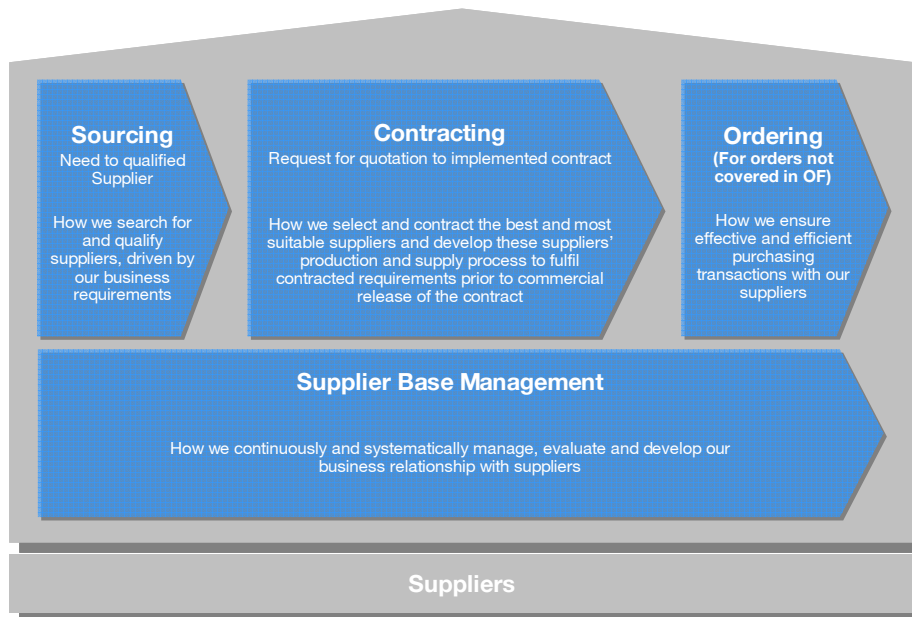 Sourcing
Need to qualified
Supplier
How we search for
and qualify
suppliers, driven by
our business
requirements
Contracting
Request for quotation to implemented contract
How we select and contract the best and most
suitable suppliers and develop these suppliers’
production and supply process to fulfil
contracted requirements prior to commercial
release of the contract
Ordering
(For orders not
covered in OF)
How we ensure
effective and efficient
purchasing
transactions with our
suppliers
Supplier Base Management
How we continuously and systematically manage, evaluate and develop our
business relationship with suppliers
Suppliers